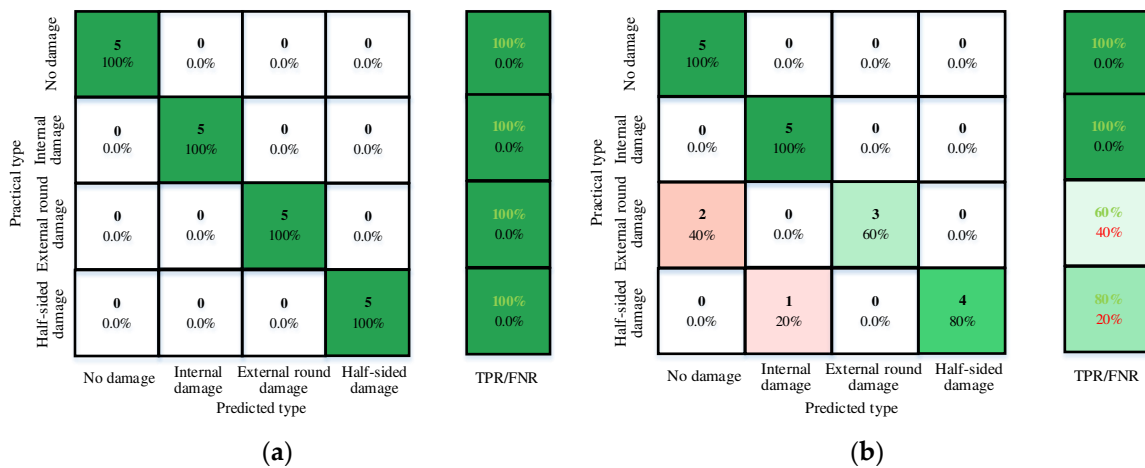 No damage
5 0 0 0 100%
100% 0.0% 0.0% 0.0% 0.0%
Internal
damage
0 5 0 0 100%
0.0% 100% 0.0% 0.0% 0.0%
External round
damage
0 0 5 0 100%
0.0% 0.0% 100% 0.0% 0.0%
Half-sided
damage
0 0 0 5 100%
0.0% 0.0% 0.0% 100% 0.0%
Practical type
No damage Internal External round Half-sided TPR/FNR
damage damage damage
Predicted type
(a)
No damage
5 0 0 0 100%
100% 0.0% 0.0% 0.0% 0.0%
Internal
damage
0 5 0 0 100%
0.0% 100% 0.0% 0.0% 0.0%
External round
damage
2 0 3 0 60%
40% 0.0% 60% 0.0% 40%
Half-sided
damage
0 1 0 4 80%
0.0% 20% 0.0% 80% 20%
Practical type
No damage Internal External round Half-sided TPR/FNR
damage damage damage
Predicted type
(b)